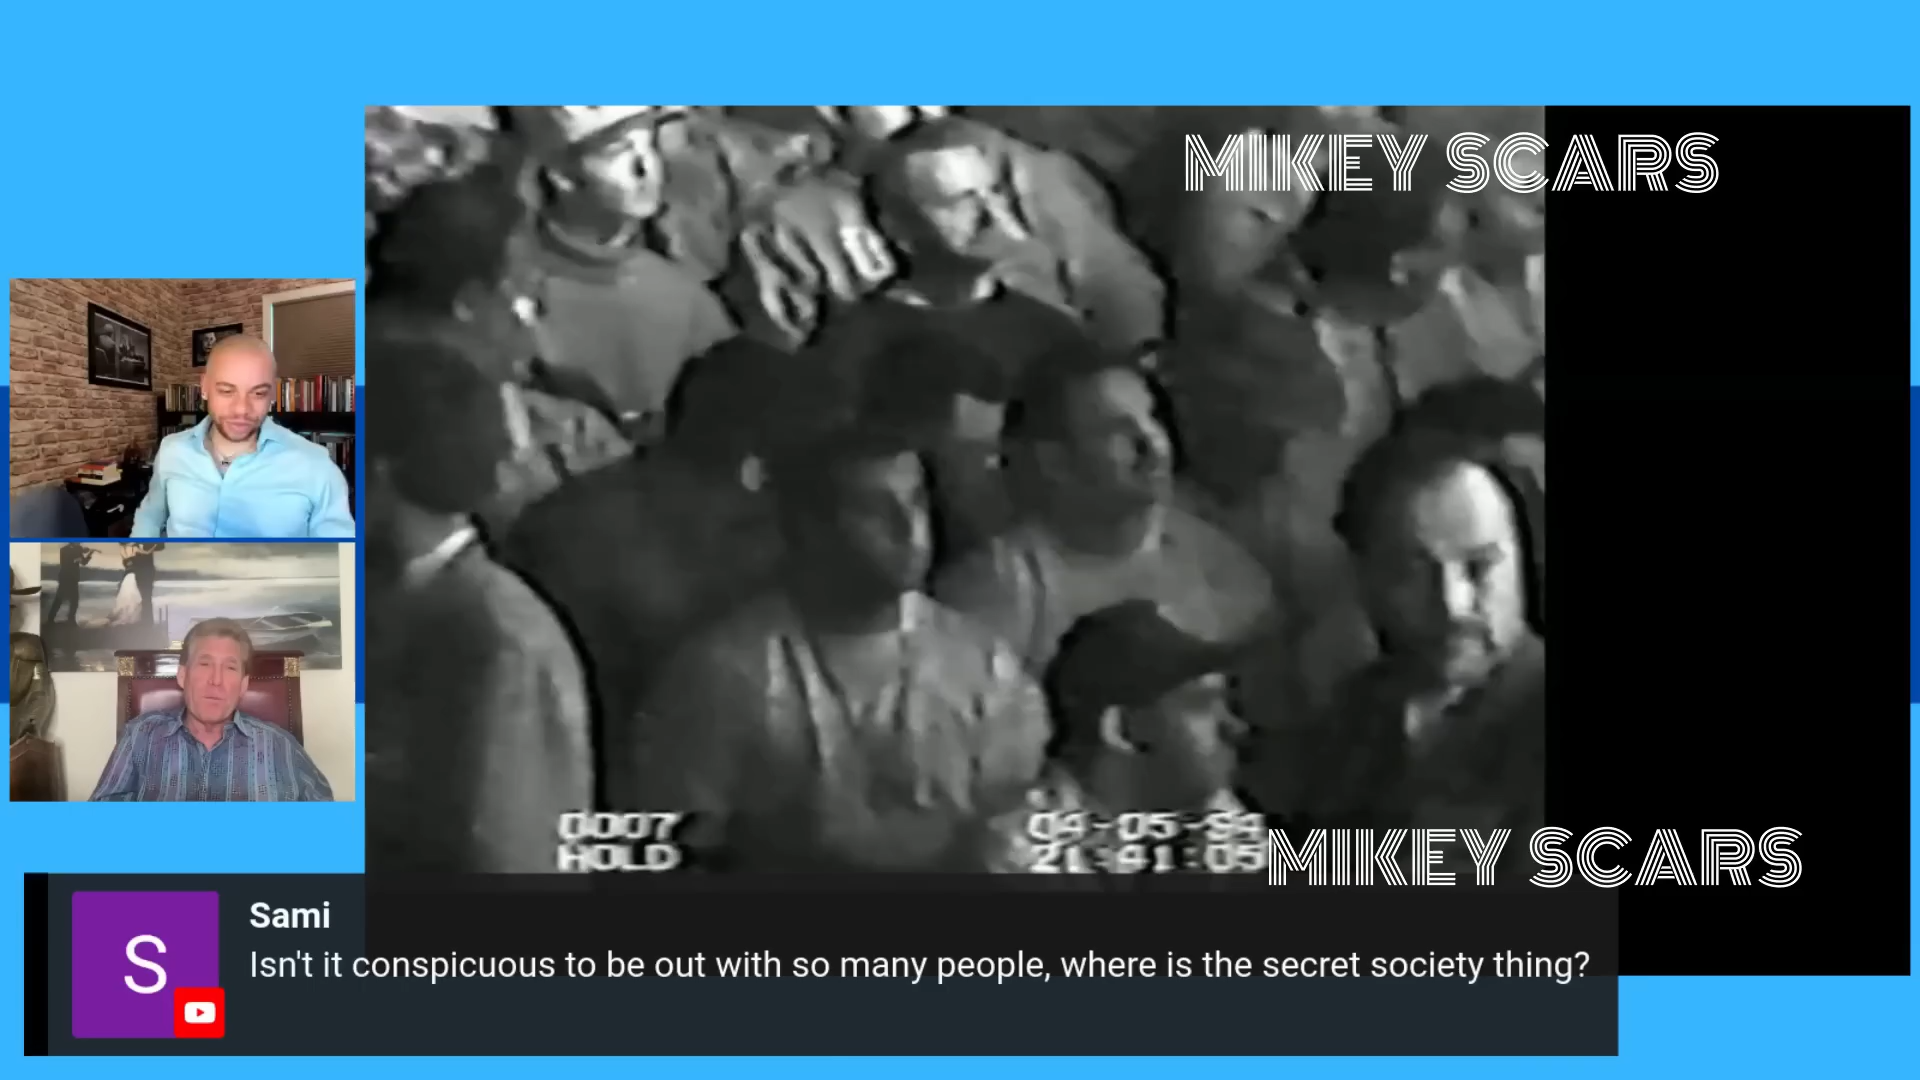 MIKEY SCARS
0007
HOLD
04-05-94
21:41:05
MIKEY SCARS
S
Sami
Isn't it conspicuous to be out with so many people, where is the secret society thing?